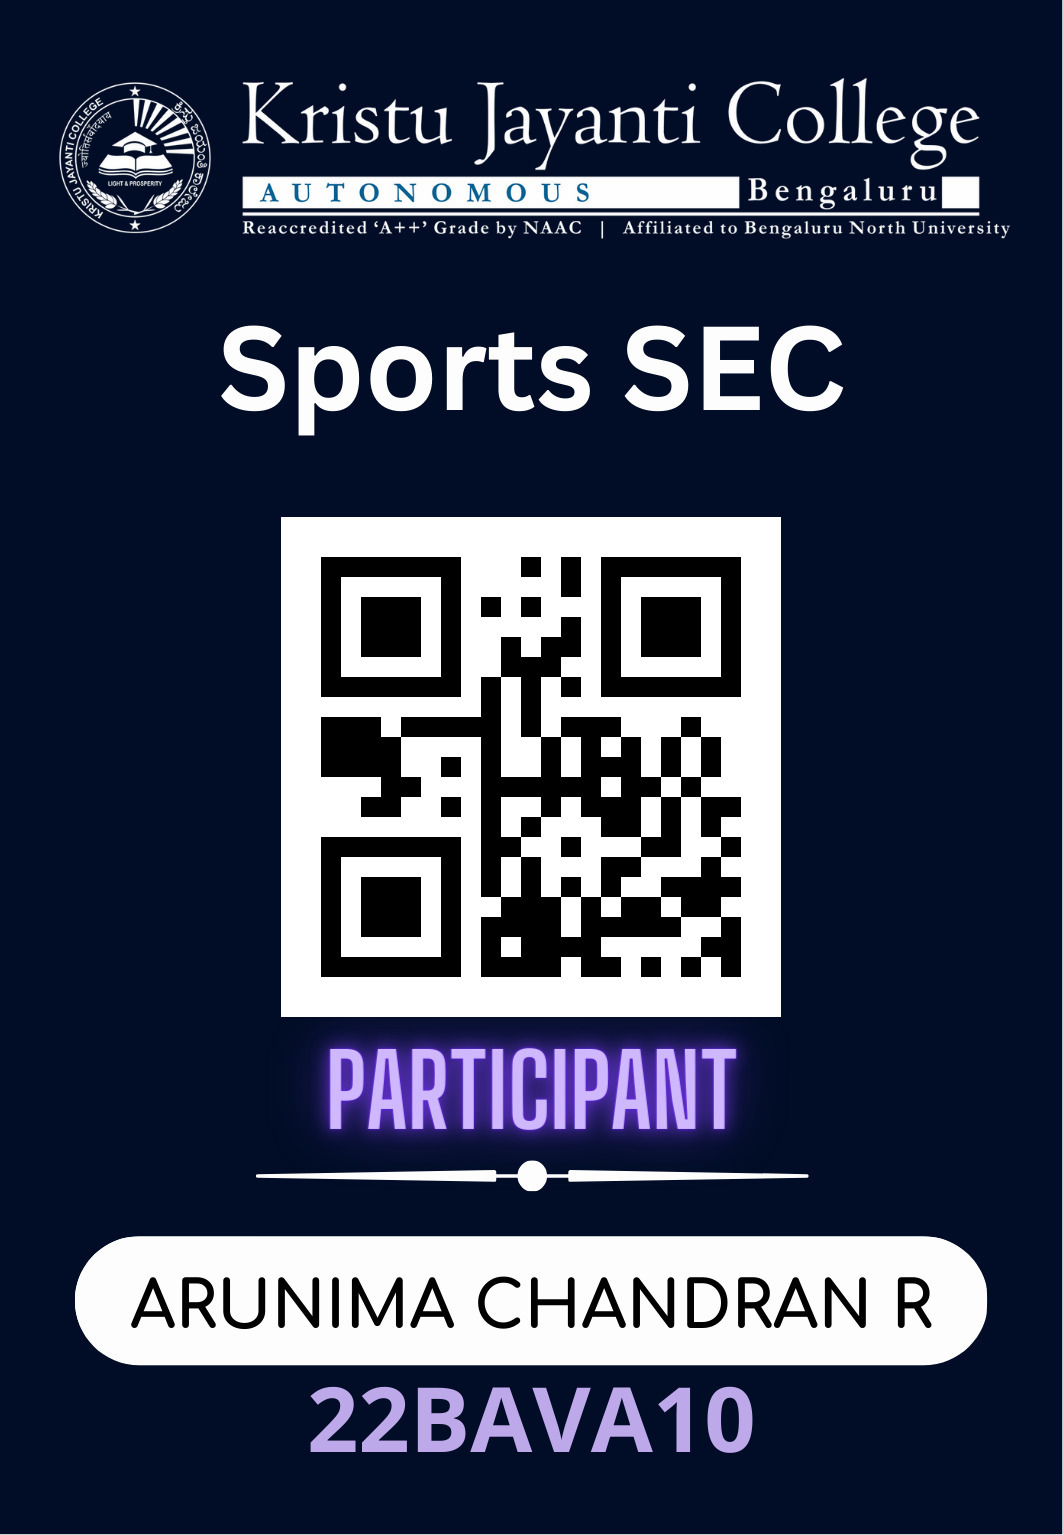 KRISTU JAYANTI COLLEGE
LIGHT & PROSPERITY
Kristu Jayanti College
AUTONOMOUS Bengaluru
Reaccredited ‘A++’ Grade by NAAC | Affiliated to Bengaluru North University
Sports SEC
PARTICIPANT
ARUNIMA CHANDRAN R
22BAVA10